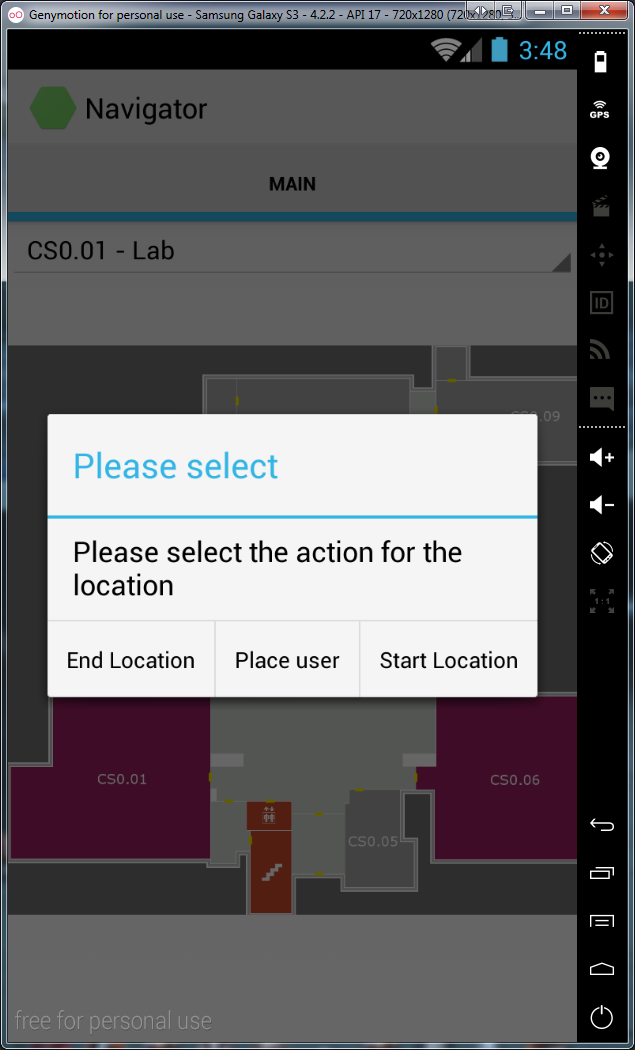 Genymotion for personal use - Samsung Galaxy S3 - 4.2.2 - API 17 - 720x1280
3:48
GPS
Navigator
MAIN
CS0.01 - Lab
ID
CS0.09
Please select
Please select the action for the
location
1:1
End Location
Place user
Start Location
CS0.01
CS0.06
CS0.05
free for personal use